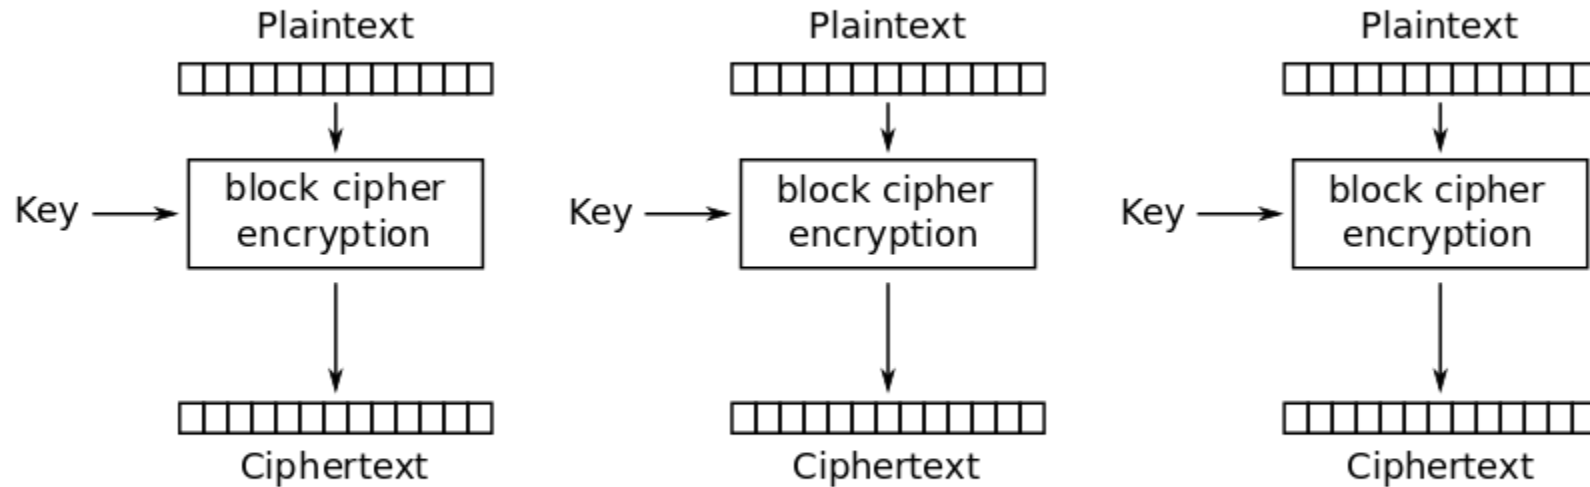 Plaintext
Plaintext
Plaintext
Key
block cipher
encryption
Key
block cipher
encryption
Key
block cipher
encryption
Ciphertext
Ciphertext
Ciphertext